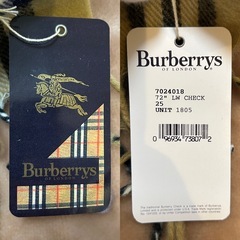 Burberrys
OF LONDON
Burberrys
OF LONDON
7024018
72" LW CHECK
25
UNIT 1805
0 96934 73807 2